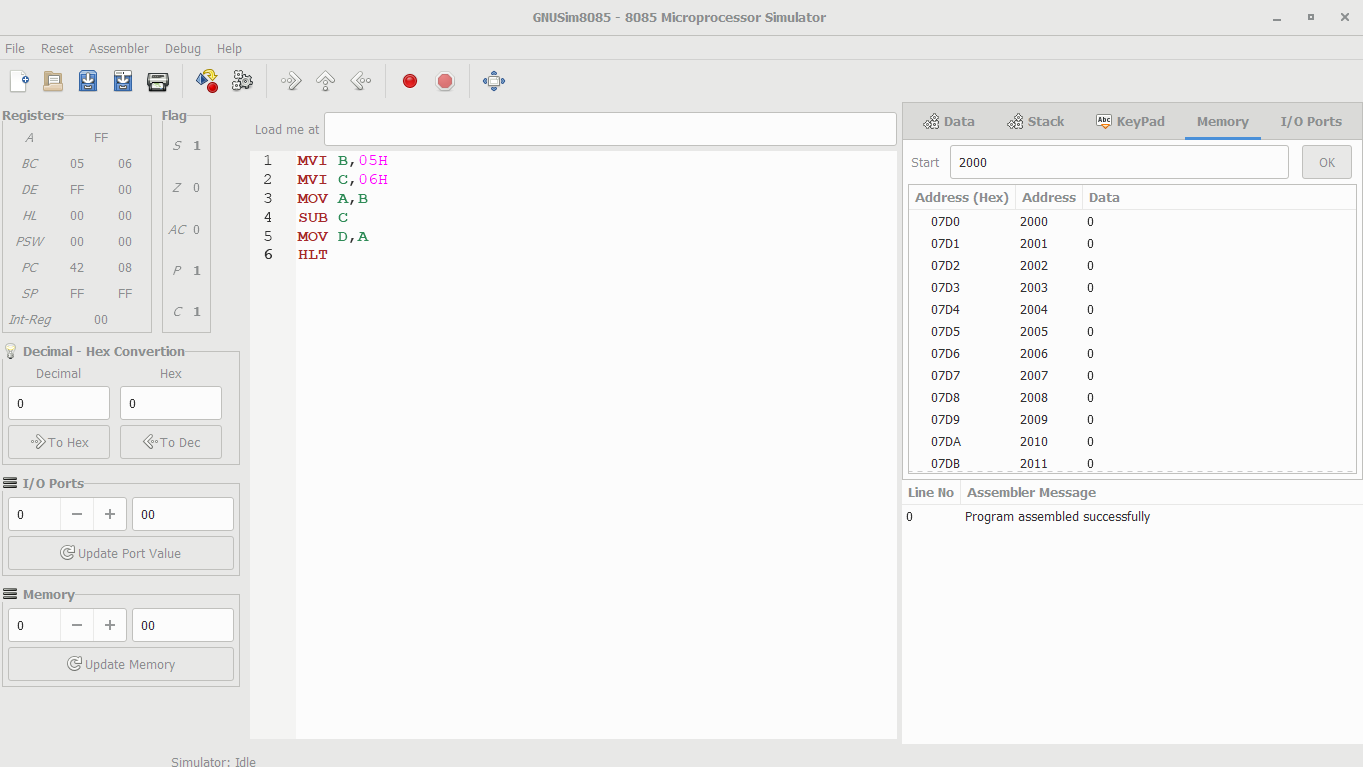 GNUSim8085 - 8085 Microprocessor Simulator
File Reset Assembler Debug Help
Registers
A FF
BC 05 06
DE FF 00
HL 00 00
PSW 00 00
PC 42 08
SP FF FF
Int-Reg 00
Flag
S 1
Z 0
AC 0
P 1
C 1
Decimal - Hex Convertion
Decimal Hex
0 0
To Hex To Dec
I/O Ports
0 − + 00
Update Port Value
Memory
0 − + 00
Update Memory
Load me at
1 MVI B,05H
2 MVI C,06H
3 MOV A,B
4 SUB C
5 MOV D,A
6 HLT
Data Stack Abc KeyPad Memory I/O Ports
Start 2000 OK
Address (Hex) Address Data
07D0 2000 0
07D1 2001 0
07D2 2002 0
07D3 2003 0
07D4 2004 0
07D5 2005 0
07D6 2006 0
07D7 2007 0
07D8 2008 0
07D9 2009 0
07DA 2010 0
07DB 2011 0
Line No Assembler Message
0 Program assembled successfully
Simulator: Idle